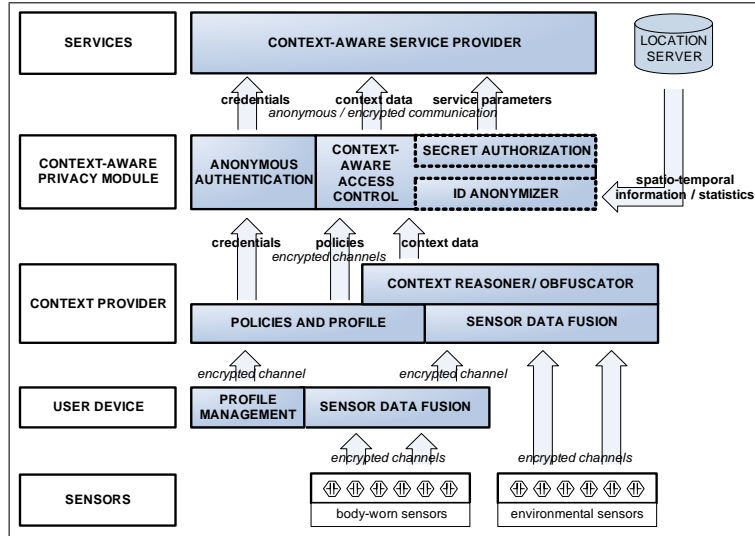 SERVICES
CONTEXT-AWARE SERVICE PROVIDER
LOCATION
SERVER
credentials
context data
service parameters
anonymous / encrypted communication
CONTEXT-AWARE
PRIVACY MODULE
ANONYMOUS
AUTHENTICATION
CONTEXT-
AWARE
ACCESS
CONTROL
SECRET AUTHORIZATION
ID ANONYMIZER
spatio-temporal
information / statistics
credentials
policies
context data
encrypted channels
CONTEXT PROVIDER
CONTEXT REASONER/ OBFUSCATOR
POLICIES AND PROFILE
SENSOR DATA FUSION
encrypted channel
encrypted channel
USER DEVICE
PROFILE
MANAGEMENT
SENSOR DATA FUSION
encrypted channels
encrypted channels
SENSORS
body-worn sensors
environmental sensors